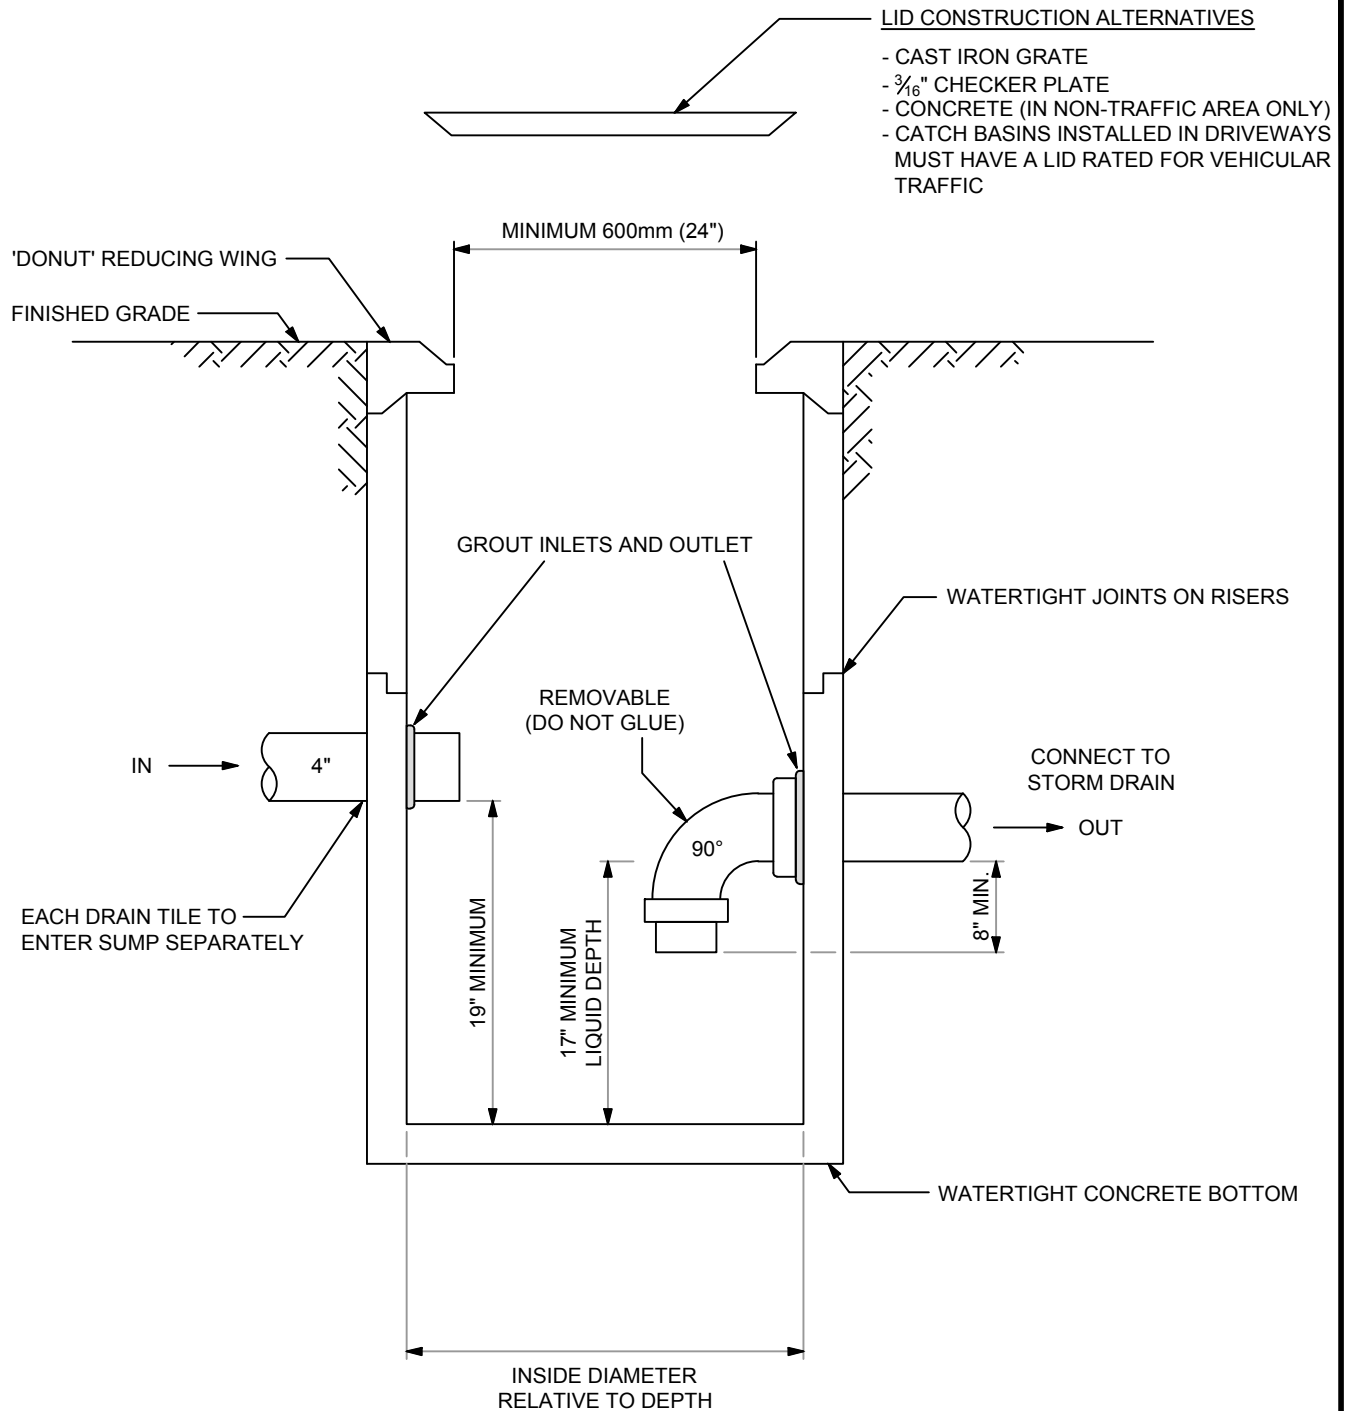 LID CONSTRUCTION ALTERNATIVES
- CAST IRON GRATE
- 3⁄16" CHECKER PLATE
- CONCRETE (IN NON-TRAFFIC AREA ONLY)
- CATCH BASINS INSTALLED IN DRIVEWAYS
MUST HAVE A LID RATED FOR VEHICULAR
TRAFFIC
MINIMUM 600mm (24")
'DONUT' REDUCING WING
FINISHED GRADE
GROUT INLETS AND OUTLET
WATERTIGHT JOINTS ON RISERS
REMOVABLE
(DO NOT GLUE)
IN
4"
CONNECT TO
STORM DRAIN
OUT
90°
8" MIN.
EACH DRAIN TILE TO
ENTER SUMP SEPARATELY
19" MINIMUM
17" MINIMUM
LIQUID DEPTH
WATERTIGHT CONCRETE BOTTOM
INSIDE DIAMETER
RELATIVE TO DEPTH